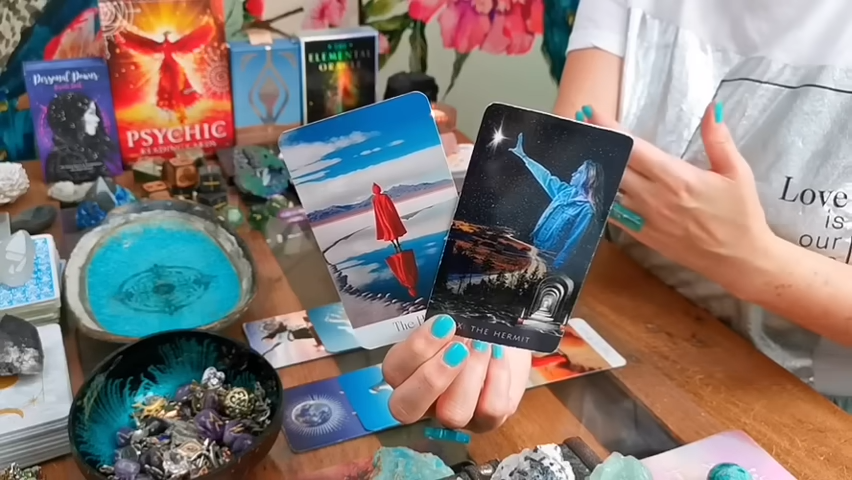 Personal Power
PSYCHIC
READING CARDS
ELEMENTAL
ORACLE
The
THE HERMIT
Love
is
our